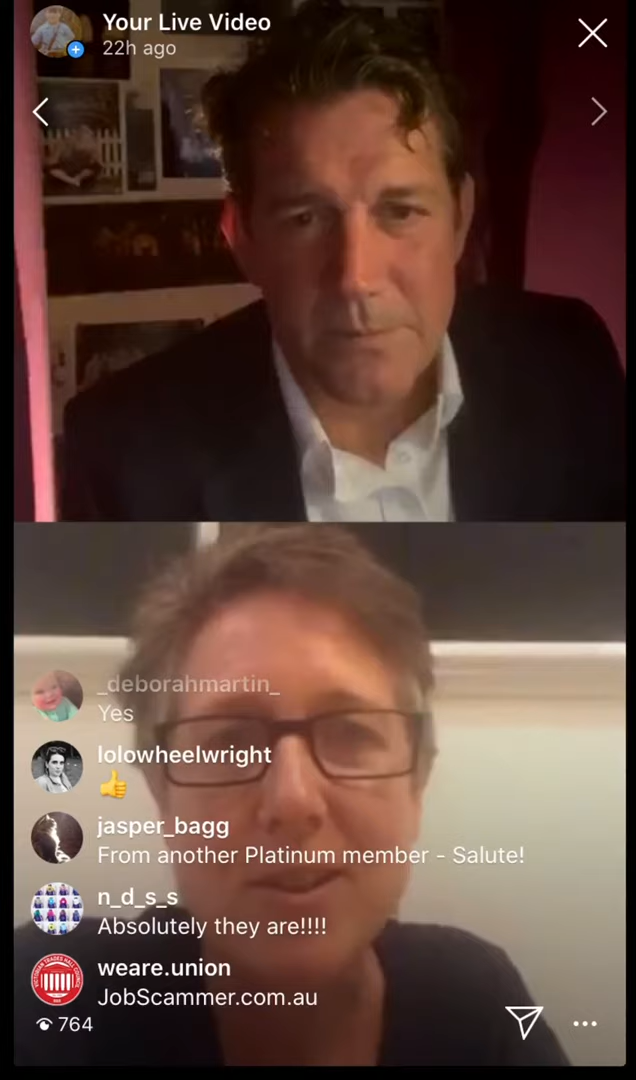 Your Live Video
22h ago
_deborahmartin_
Yes
lolowheelwright
👍
jasper_bagg
From another Platinum member - Salute!
n_d_s_s
Absolutely they are!!!!
weare.union
JobScammer.com.au
764